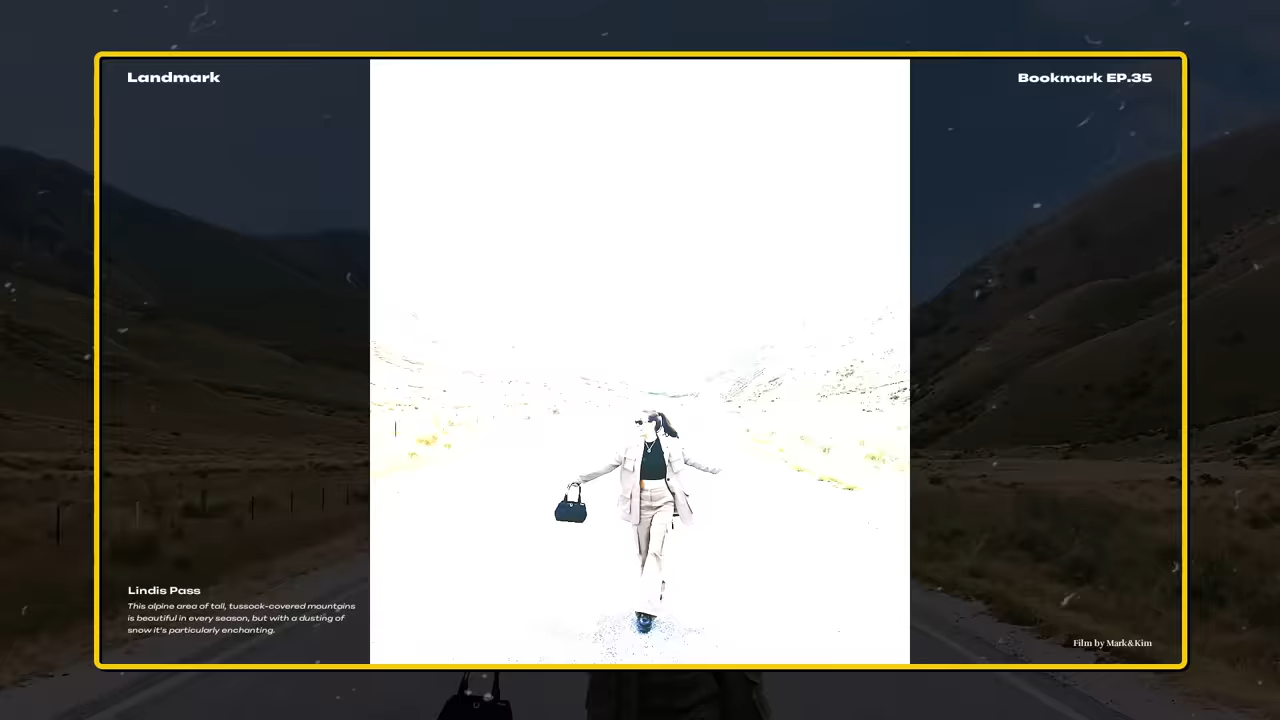 Landmark
Bookmark EP.35
Lindis Pass
This alpine area of tall, tussock-covered mountains
is beautiful in every season, but with a dusting of
snow it's particularly enchanting.
Film by Mark&Kim